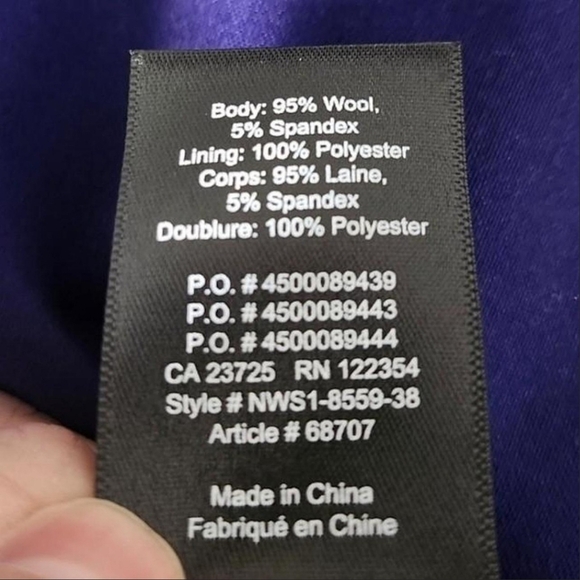 Body: 95% Wool,
5% Spandex
Lining: 100% Polyester
Corps: 95% Laine,
5% Spandex
Doublure: 100% Polyester
P.O. # 4500089439
P.O. # 4500089443
P.O. # 4500089444
CA 23725 RN 122354
Style # NWS1-8559-38
Article # 68707
Made in China
Fabriqué en Chine